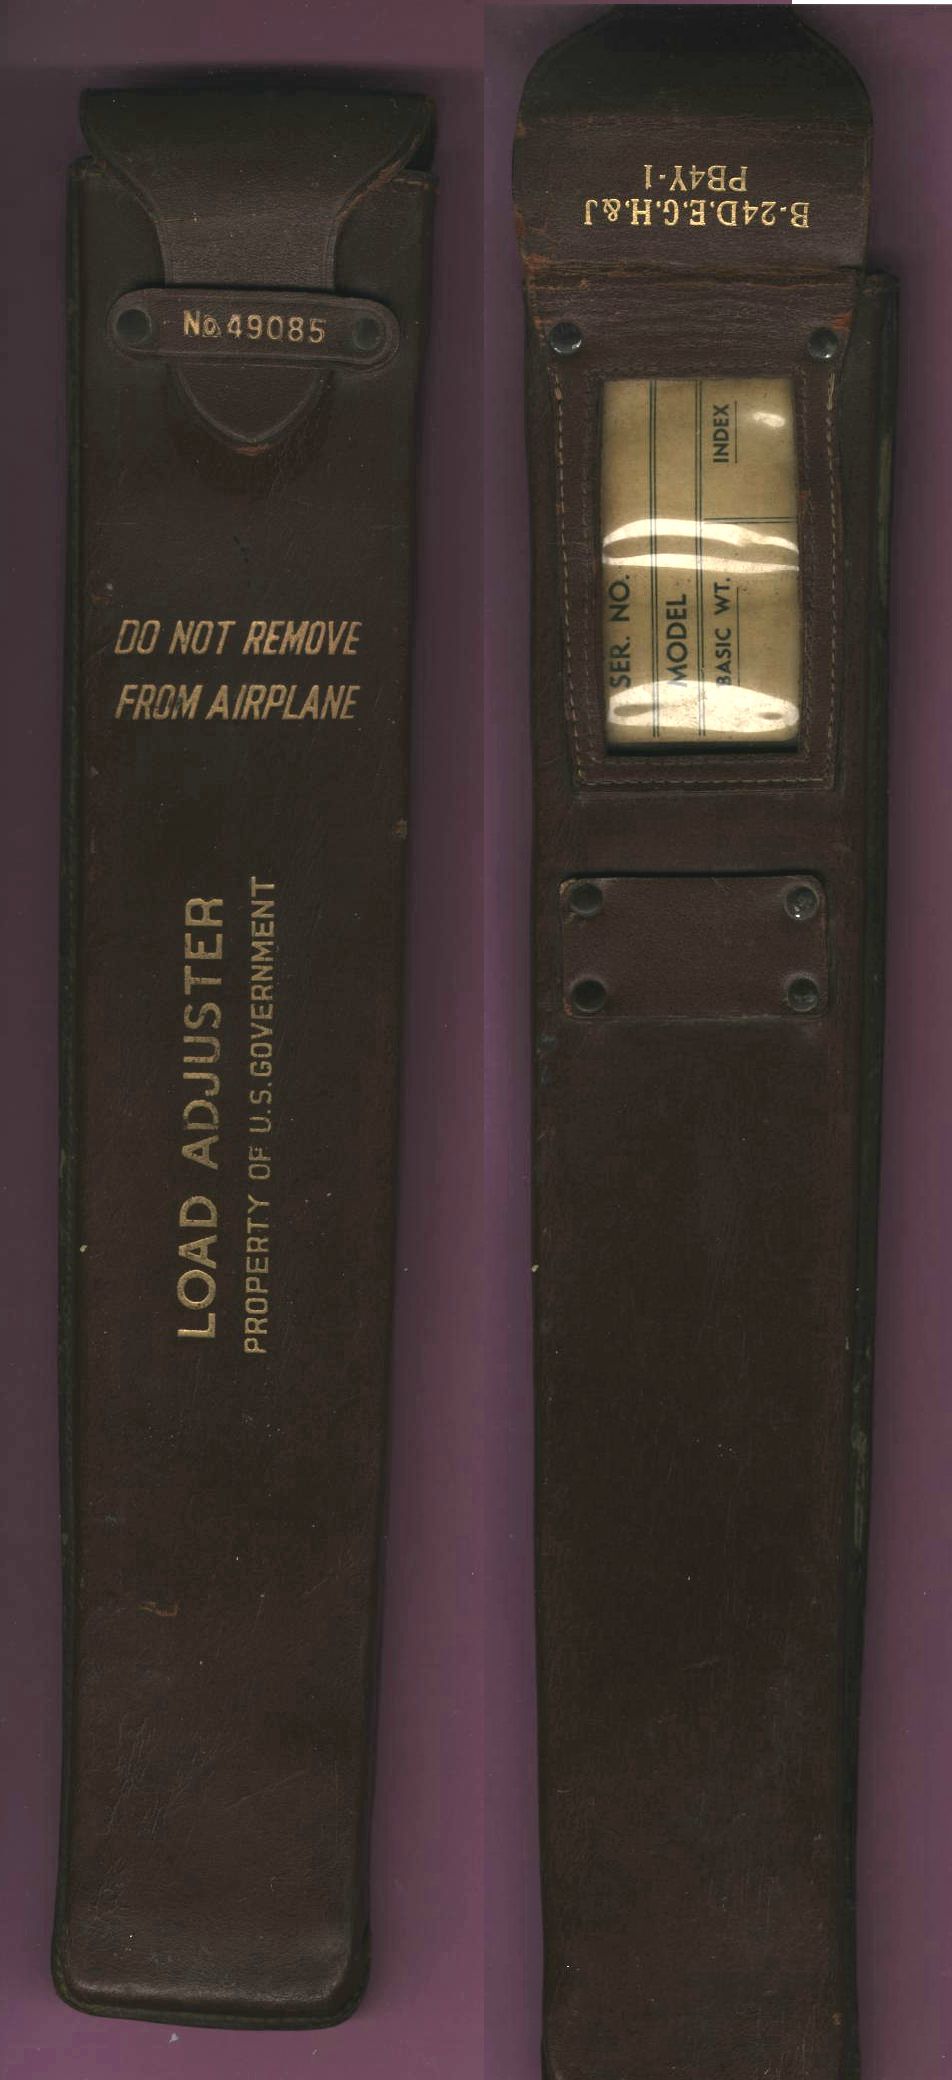 No. 49085
DO NOT REMOVE
FROM AIRPLANE
LOAD ADJUSTER
PROPERTY OF U.S. GOVERNMENT
B-24D,E,G,H,&J
PB4Y-1
SER. NO.
MODEL
BASIC WT. INDEX